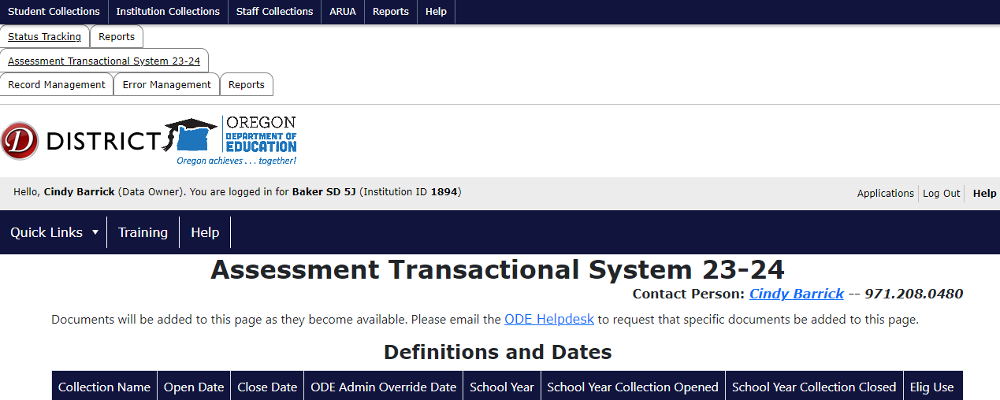 Student Collections Institution Collections Staff Collections ARUA Reports Help
Status Tracking Reports
Assessment Transactional System 23-24
Record Management Error Management Reports
D DISTRICT OREGON
DEPARTMENT OF
EDUCATION
Oregon achieves . . . together!
Hello, Cindy Barrick (Data Owner). You are logged in for Baker SD 5J (Institution ID 1894) Applications Log Out Help
Quick Links Training Help
Assessment Transactional System 23-24
Contact Person: Cindy Barrick -- 971.208.0480
Documents will be added to this page as they become available. Please email the ODE Helpdesk to request that specific documents be added to this page.
Definitions and Dates
Collection Name Open Date Close Date ODE Admin Override Date School Year School Year Collection Opened School Year Collection Closed Elig Use